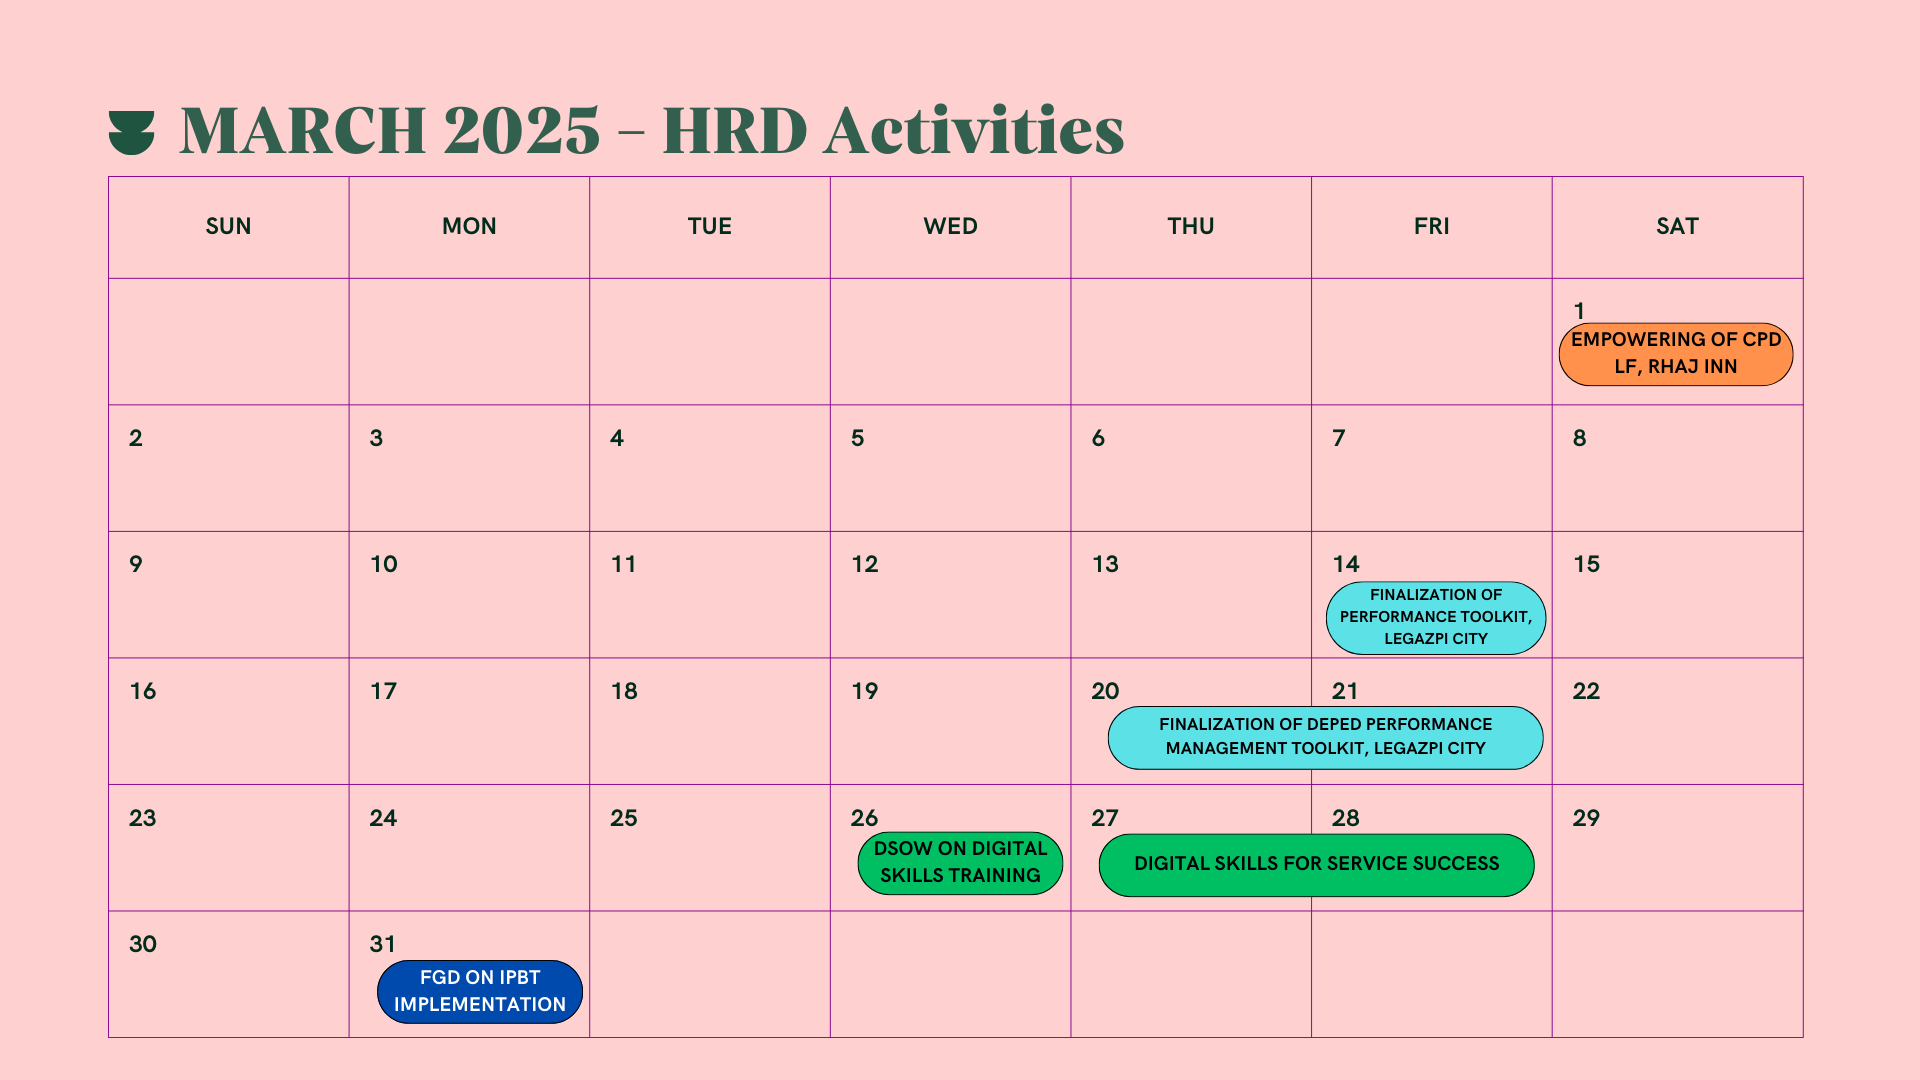 MARCH 2025 – HRD Activities
SUN MON TUE WED THU FRI SAT
1
EMPOWERING OF CPD
LF, RHAJ INN
2 3 4 5 6 7 8
9 10 11 12 13 14 15
FINALIZATION OF
PERFORMANCE TOOLKIT,
LEGAZPI CITY
16 17 18 19 20 21 22
FINALIZATION OF DEPED PERFORMANCE
MANAGEMENT TOOLKIT, LEGAZPI CITY
23 24 25 26 27 28 29
DSOW ON DIGITAL
SKILLS TRAINING
DIGITAL SKILLS FOR SERVICE SUCCESS
30 31
FGD ON IPBT
IMPLEMENTATION